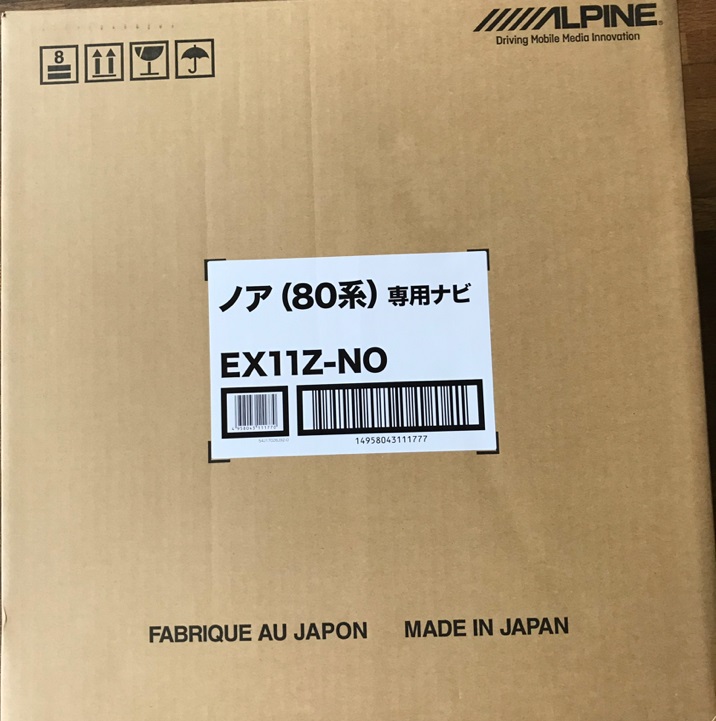 8
ALPINE®
Driving Mobile Media Innovation
ノア(80系)専用ナビ
EX11Z-NO
14958043111777
FABRIQUE AU JAPON MADE IN JAPAN